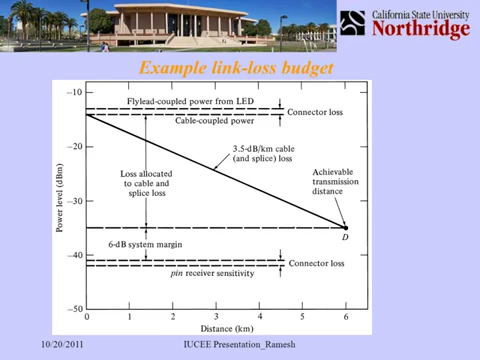 California State University
Northridge
Example link-loss budget
−10
−20
−30
−40
−50
Power level (dBm)
Flylead-coupled power from LED
Connector loss
Cable-coupled power
3.5-dB/km cable
(and splice) loss
Loss allocated
to cable and
splice loss
Achievable
transmission
distance
D
6-dB system margin
Connector loss
pin receiver sensitivity
0
1
2
3
4
5
6
Distance (km)
10/20/2011
IUCEE Presentation_Ramesh